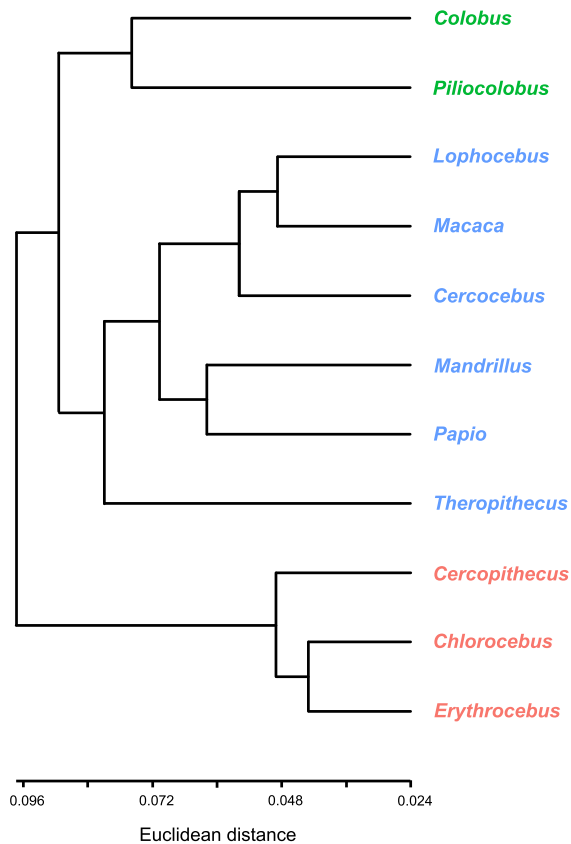 Colobus
Piliocolobus
Lophocebus
Macaca
Cercocebus
Mandrillus
Papio
Theropithecus
Cercopithecus
Chlorocebus
Erythrocebus
0.096 0.072 0.048 0.024
Euclidean distance